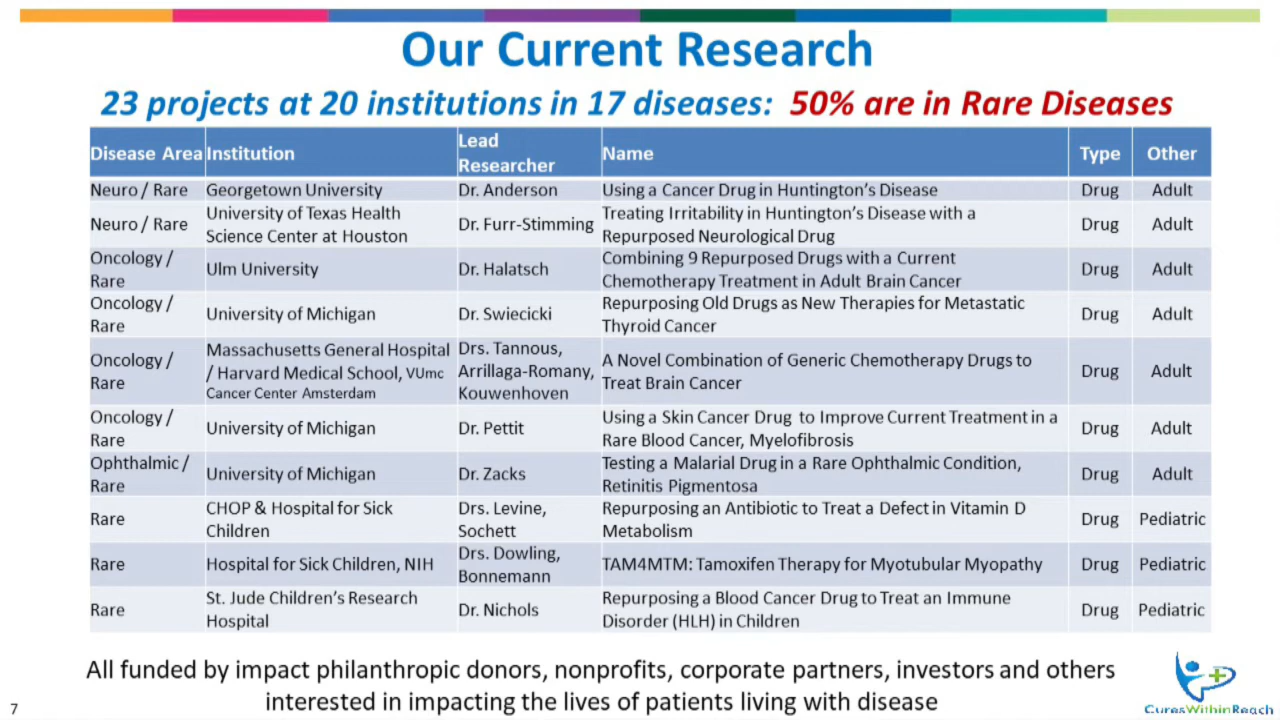 Our Current Research
23 projects at 20 institutions in 17 diseases: 50% are in Rare Diseases
Disease Area Institution Lead Researcher Name Type Other
Neuro / Rare Georgetown University Dr. Anderson Using a Cancer Drug in Huntington's Disease Drug Adult
Neuro / Rare University of Texas Health Science Center at Houston Dr. Furr-Stimming Treating Irritability in Huntington's Disease with a Repurposed Neurological Drug Drug Adult
Oncology / Rare Ulm University Dr. Halatsch Combining 9 Repurposed Drugs with a Current Chemotherapy Treatment in Adult Brain Cancer Drug Adult
Oncology / Rare University of Michigan Dr. Swiecicki Repurposing Old Drugs as New Therapies for Metastatic Thyroid Cancer Drug Adult
Oncology / Rare Massachusetts General Hospital / Harvard Medical School, VUmc Cancer Center Amsterdam Drs. Tannous, Arrillaga-Romany, Kouwenhoven A Novel Combination of Generic Chemotherapy Drugs to Treat Brain Cancer Drug Adult
Oncology / Rare University of Michigan Dr. Pettit Using a Skin Cancer Drug to Improve Current Treatment in a Rare Blood Cancer, Myelofibrosis Drug Adult
Ophthalmic / Rare University of Michigan Dr. Zacks Testing a Malarial Drug in a Rare Ophthalmic Condition, Retinitis Pigmentosa Drug Adult
Rare CHOP & Hospital for Sick Children Drs. Levine, Sochett Repurposing an Antibiotic to Treat a Defect in Vitamin D Metabolism Drug Pediatric
Rare Hospital for Sick Children, NIH Drs. Dowling, Bonnemann TAM4MTM: Tamoxifen Therapy for Myotubular Myopathy Drug Pediatric
Rare St. Jude Children's Research Hospital Dr. Nichols Repurposing a Blood Cancer Drug to Treat an Immune Disorder (HLH) in Children Drug Pediatric
All funded by impact philanthropic donors, nonprofits, corporate partners, investors and others
interested in impacting the lives of patients living with disease
7
CuresWithinReach